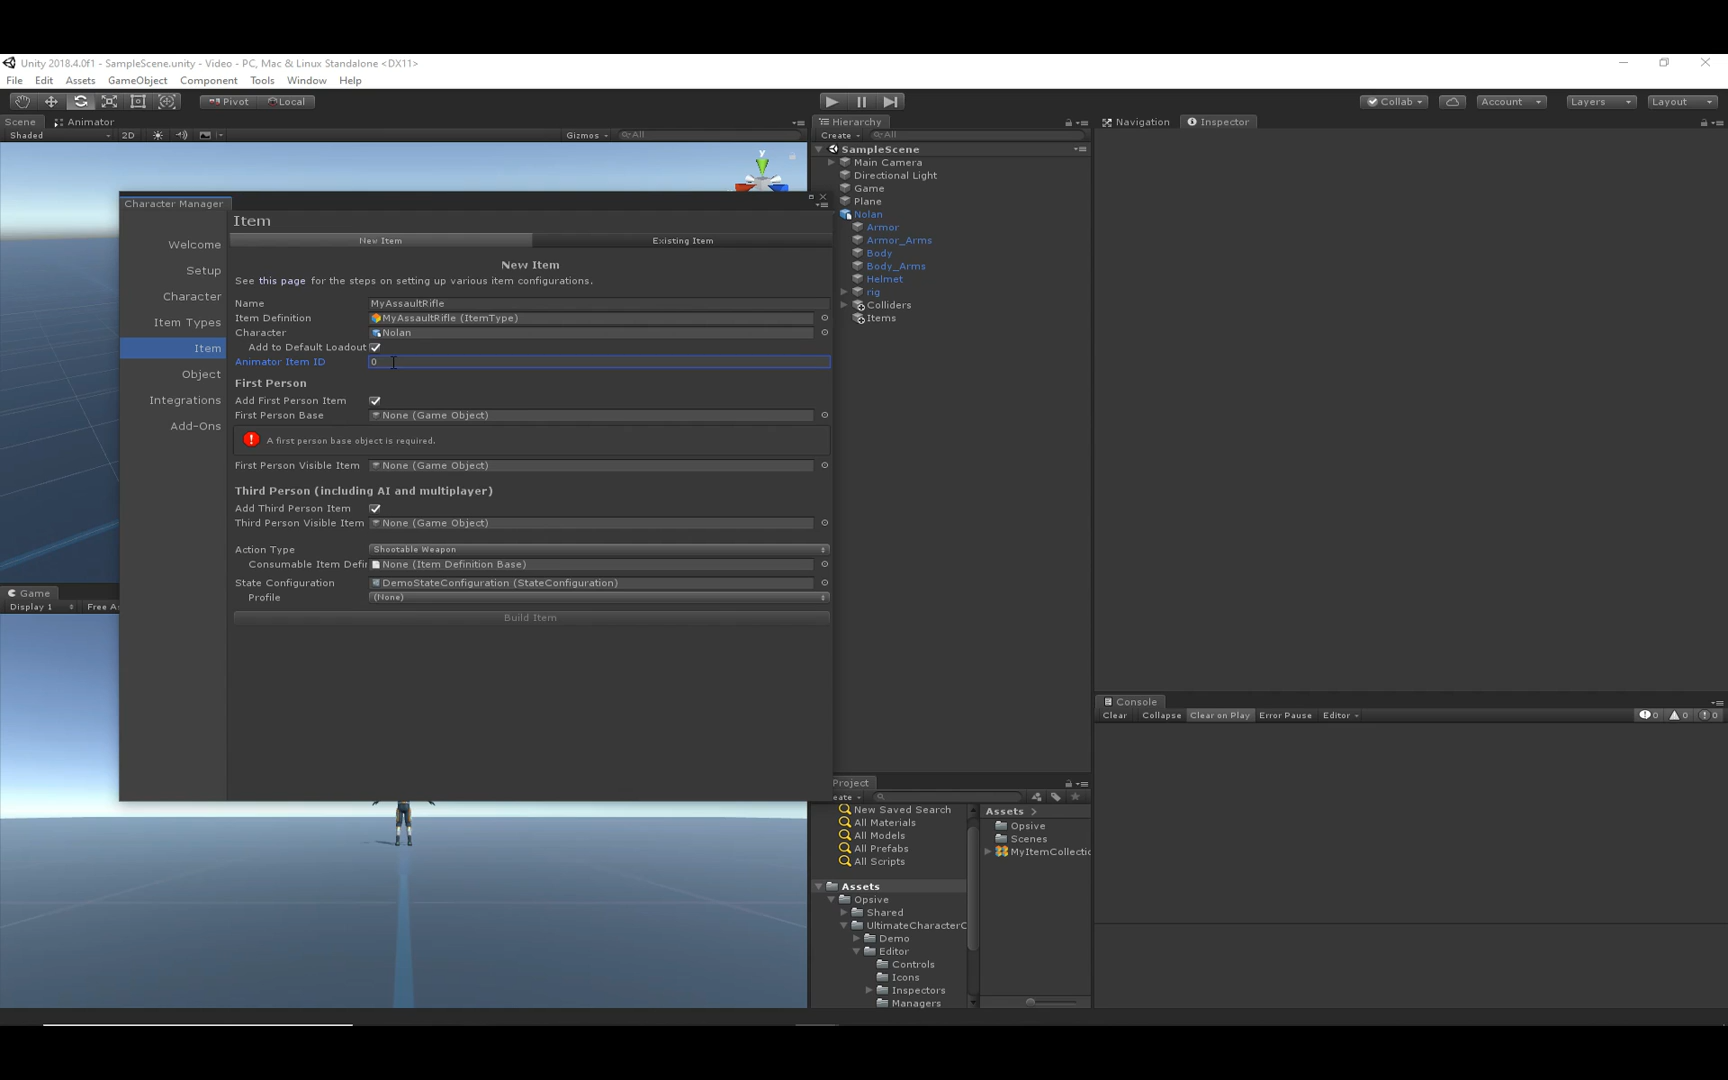 Unity 2018.4.0f1 - SampleScene.unity - Video - PC, Mac & Linux Standalone <DX11>
File Edit Assets GameObject Component Tools Window Help
Pivot Local Collab Account Layers Layout
Scene Animator
Shaded 2D Gizmos All
y
Character Manager
Welcome
Setup
Character
Item Types
Item
Object
Integrations
Add-Ons
Item
New Item Existing Item
New Item
See this page for the steps on setting up various item configurations.
Name MyAssaultRifle
Item Definition MyAssaultRifle (ItemType)
Character Nolan
Add to Default Loadout
Animator Item ID 0
First Person
Add First Person Item
First Person Base None (Game Object)
A first person base object is required.
First Person Visible Item None (Game Object)
Third Person (including AI and multiplayer)
Add Third Person Item
Third Person Visible Item None (Game Object)
Action Type Shootable Weapon
Consumable Item Defi None (Item Definition Base)
State Configuration DemoStateConfiguration (StateConfiguration)
Profile (None)
Build Item
Game
Display 1 Free As
Hierarchy
Create All
SampleScene
Main Camera
Directional Light
Game
Plane
Nolan
Armor
Armor_Arms
Body
Body_Arms
Helmet
rig
Colliders
Items
Navigation Inspector
Console
Clear Collapse Clear on Play Error Pause Editor 0 0 0
Project
eate
New Saved Search
All Materials
All Models
All Prefabs
All Scripts
Assets
Opsive
Shared
UltimateCharacterC
Demo
Editor
Controls
Icons
Inspectors
Managers
Assets
Opsive
Scenes
MyItemCollectio